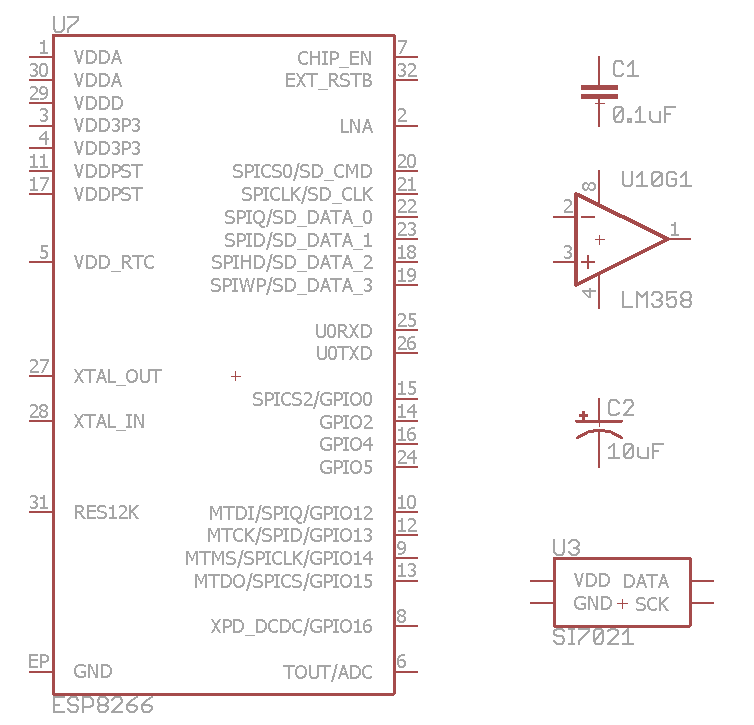 U7
1 VDDA CHIP_EN 7
30 VDDA EXT_RSTB 32
29 VDDD
3 VDD3P3 LNA 2
4 VDD3P3
11 VDDPST SPICS0/SD_CMD 20
17 VDDPST SPICLK/SD_CLK 21
SPIQ/SD_DATA_0 22
SPID/SD_DATA_1 23
5 VDD_RTC SPIHD/SD_DATA_2 18
SPIWP/SD_DATA_3 19
U0RXD 25
U0TXD 26
27 XTAL_OUT
SPICS2/GPIO0 15
28 XTAL_IN GPIO2 14
GPIO4 16
GPIO5 24
31 RES12K MTDI/SPIQ/GPIO12 10
MTCK/SPID/GPIO13 12
MTMS/SPICLK/GPIO14 9
MTDO/SPICS/GPIO15 13
XPD_DCDC/GPIO16 8
EP GND TOUT/ADC 6
ESP8266
C1
0.1uF
U10G1
8
2 −
1
3 +
4
LM358
+ C2
10uF
U3
VDD DATA
GND SCK
SI7021